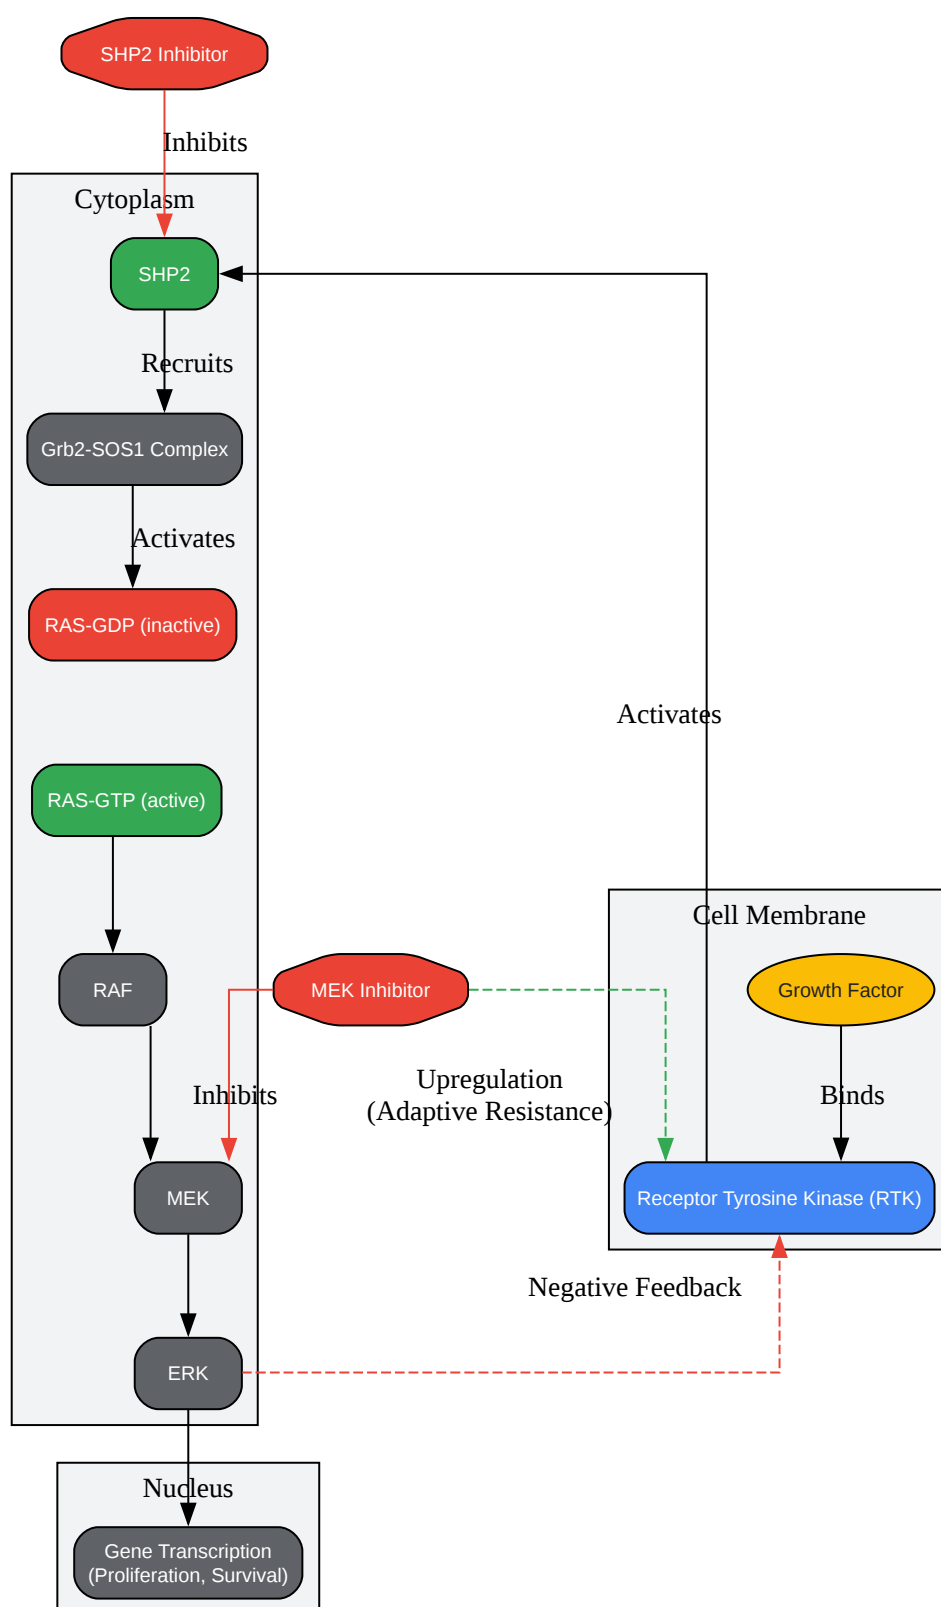 SHP2 Inhibitor
Inhibits
Cytoplasm
SHP2
Recruits
Grb2-SOS1 Complex
Activates
RAS-GDP (inactive)
Activates
RAS-GTP (active)
Cell Membrane
RAF
MEK Inhibitor
Growth Factor
Inhibits
Upregulation
(Adaptive Resistance)
Binds
MEK
Receptor Tyrosine Kinase (RTK)
Negative Feedback
ERK
Nucleus
Gene Transcription
(Proliferation, Survival)